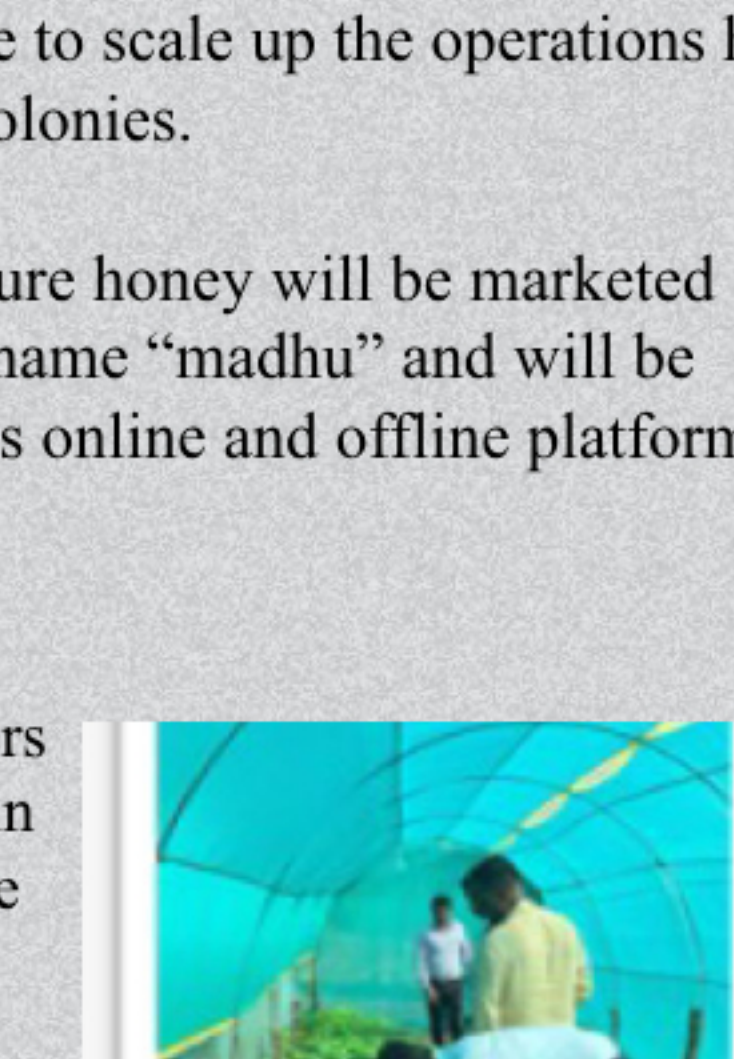 to scale up the operations
olonies.
ure honey will be marketed
name “madhu” and will be
s online and offline platform
rs
in
e